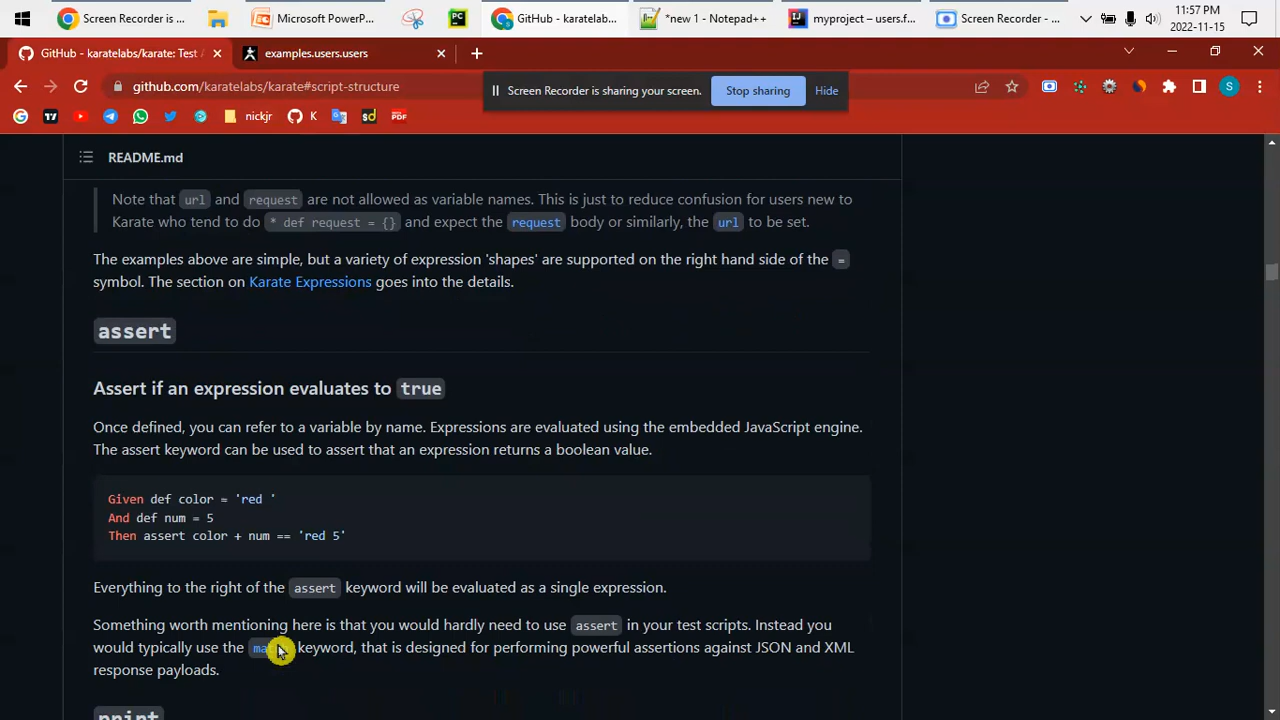 Screen Recorder is ...
Microsoft PowerP...
GitHub - karatelab...
*new 1 - Notepad++
myproject – users.f...
Screen Recorder - ...
11:57 PM
2022-11-15
GitHub - karatelabs/karate: Test
examples.users.users
github.com/karatelabs/karate#script-structure
Screen Recorder is sharing your screen.
Stop sharing
Hide
S
nickjr
K
sd
PDF
README.md
Note that url and request are not allowed as variable names. This is just to reduce confusion for users new to
Karate who tend to do * def request = {} and expect the request body or similarly, the url to be set.
The examples above are simple, but a variety of expression 'shapes' are supported on the right hand side of the =
symbol. The section on Karate Expressions goes into the details.
assert
Assert if an expression evaluates to true
Once defined, you can refer to a variable by name. Expressions are evaluated using the embedded JavaScript engine.
The assert keyword can be used to assert that an expression returns a boolean value.
Given def color = 'red '
And def num = 5
Then assert color + num == 'red 5'
Everything to the right of the assert keyword will be evaluated as a single expression.
Something worth mentioning here is that you would hardly need to use assert in your test scripts. Instead you
would typically use the keyword, that is designed for performing powerful assertions against JSON and XML
response payloads.
print